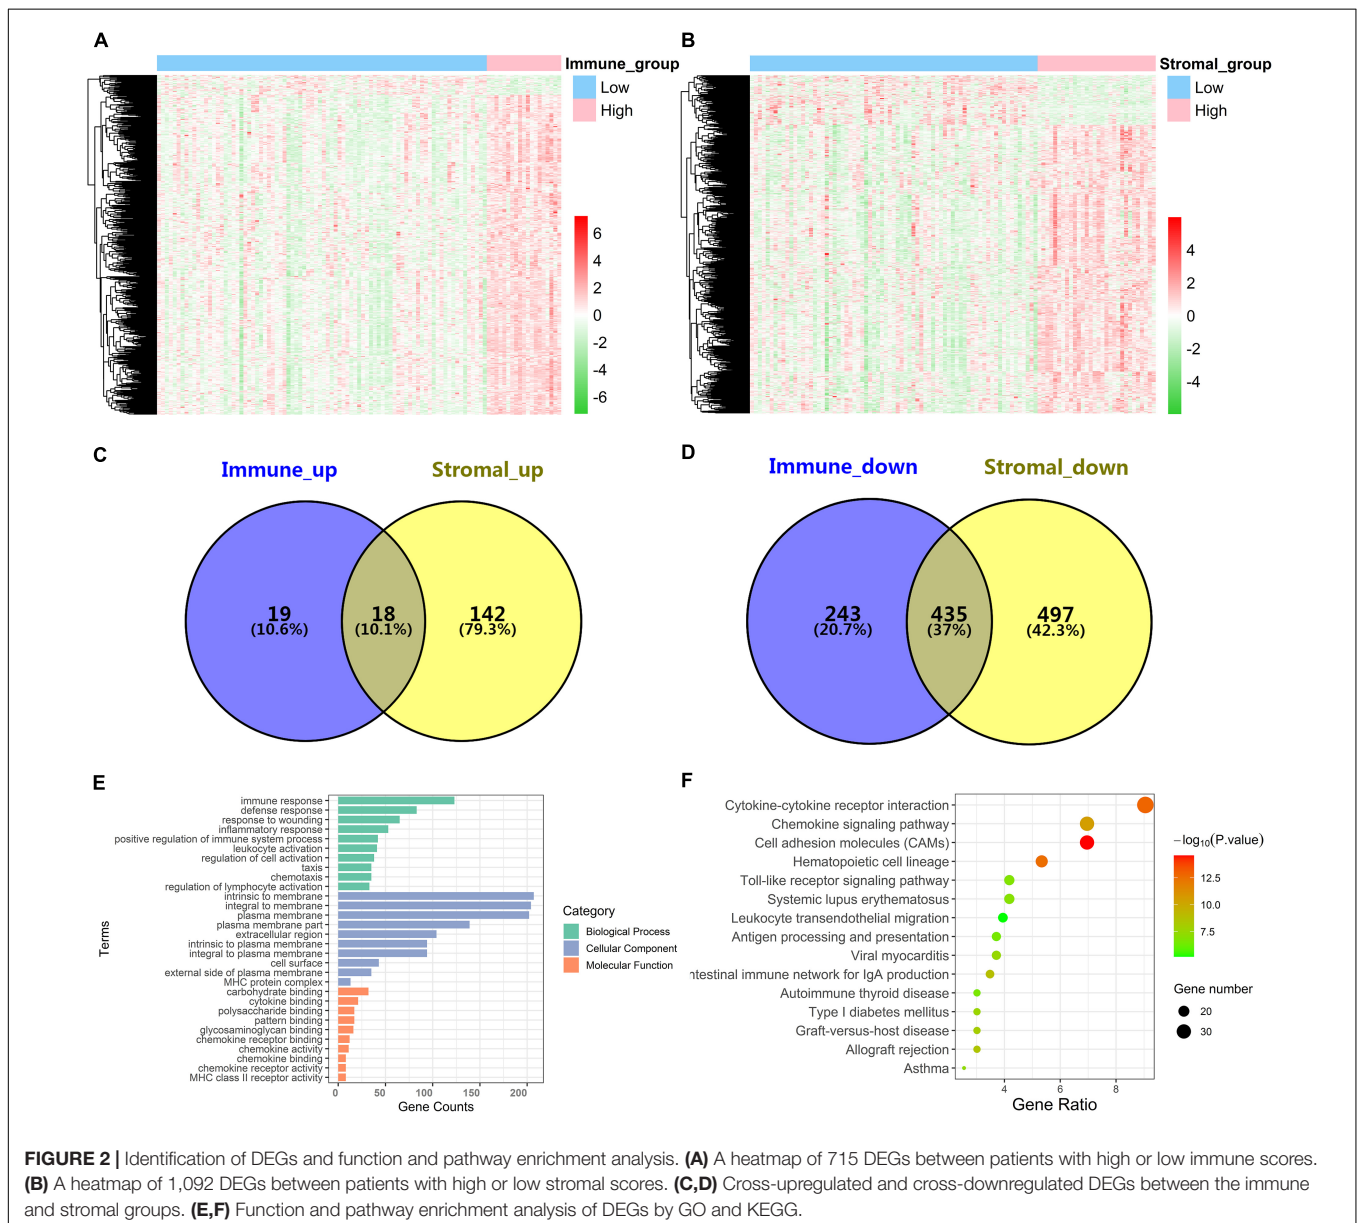 A
Immune_group
Low
High
6
4
2
0
-2
-4
-6
B
Stromal_group
Low
High
4
2
0
-2
-4
C
Immune_up
Stromal_up
19
(10.6%)
18
(10.1%)
142
(79.3%)
D
Immune_down
Stromal_down
243
(20.7%)
435
(37%)
497
(42.3%)
E
Terms
immune response
defense response
response to wounding
inflammatory response
positive regulation of immune system process
leukocyte activation
regulation of cell activation
taxis
chemotaxis
regulation of lymphocyte activation
intrinsic to membrane
integral to membrane
plasma membrane
plasma membrane part
extracellular region
intrinsic to plasma membrane
integral to plasma membrane
cell surface
external side of plasma membrane
MHC protein complex
carbohydrate binding
cytokine binding
polysaccharide binding
pattern binding
glycosaminoglycan binding
chemokine receptor binding
chemokine activity
chemokine binding
chemokine receptor activity
MHC class II receptor activity
0 50 100 150 200
Gene Counts
Category
Biological Process
Cellular Component
Molecular Function
F
Cytokine-cytokine receptor interaction
Chemokine signaling pathway
Cell adhesion molecules (CAMs)
Hematopoietic cell lineage
Toll-like receptor signaling pathway
Systemic lupus erythematosus
Leukocyte transendothelial migration
Antigen processing and presentation
Viral myocarditis
ntestinal immune network for IgA production
Autoimmune thyroid disease
Type I diabetes mellitus
Graft-versus-host disease
Allograft rejection
Asthma
4 6 8
Gene Ratio
−log10(P.value)
12.5
10.0
7.5
Gene number
20
30
FIGURE 2 | Identification of DEGs and function and pathway enrichment analysis. (A) A heatmap of 715 DEGs between patients with high or low immune scores.
(B) A heatmap of 1,092 DEGs between patients with high or low stromal scores. (C,D) Cross-upregulated and cross-downregulated DEGs between the immune
and stromal groups. (E,F) Function and pathway enrichment analysis of DEGs by GO and KEGG.